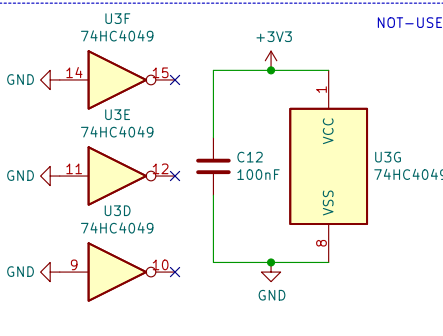 U3F
74HC4049
GND 14 15
NOT-USE
+3V3
U3E
74HC4049
GND 11 12
C12
100nF
1
VCC
VSS
8
U3G
74HC4049
U3D
74HC4049
GND 9 10
GND